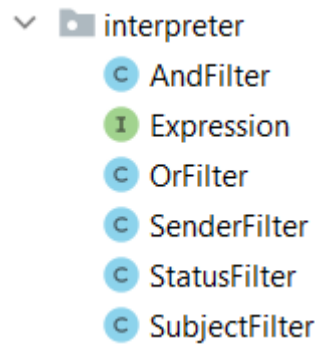 interpreter
C AndFilter
I Expression
C OrFilter
C SenderFilter
C StatusFilter
C SubjectFilter